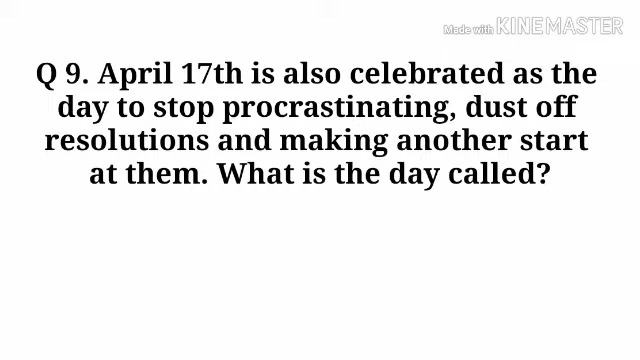 Made with KINEMASTER
Q 9. April 17th is also celebrated as the
day to stop procrastinating, dust off
resolutions and making another start
at them. What is the day called?